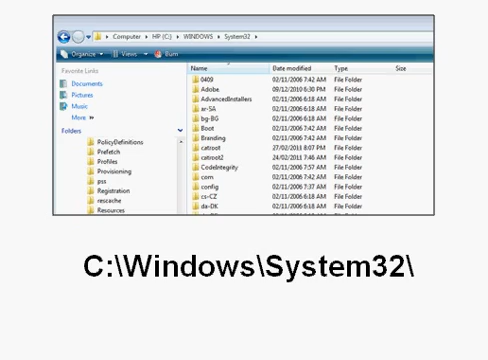 Computer HP (C:) WINDOWS System32
Organize Views Burn
Favorite Links
Documents
Pictures
Music
More
Folders
PolicyDefinitions
Prefetch
Profiles
Provisioning
pss
Registration
rescache
Resources
Name Date modified Type Size
0409 02/11/2006 7:42 AM File Folder
Adobe 09/12/2010 6:30 PM File Folder
AdvancedInstallers 02/11/2006 6:18 AM File Folder
ar-SA 02/11/2006 6:18 AM File Folder
bg-BG 02/11/2006 6:18 AM File Folder
Boot 02/11/2006 7:42 AM File Folder
Branding 02/11/2006 7:42 AM File Folder
catroot 27/02/2011 8:07 PM File Folder
catroot2 24/02/2011 7:46 AM File Folder
CodeIntegrity 02/11/2006 7:57 AM File Folder
com 02/11/2006 7:42 AM File Folder
config 02/11/2006 7:37 AM File Folder
cs-CZ 02/11/2006 6:18 AM File Folder
da-DK 02/11/2006 6:18 AM File Folder
C:\Windows\System32\